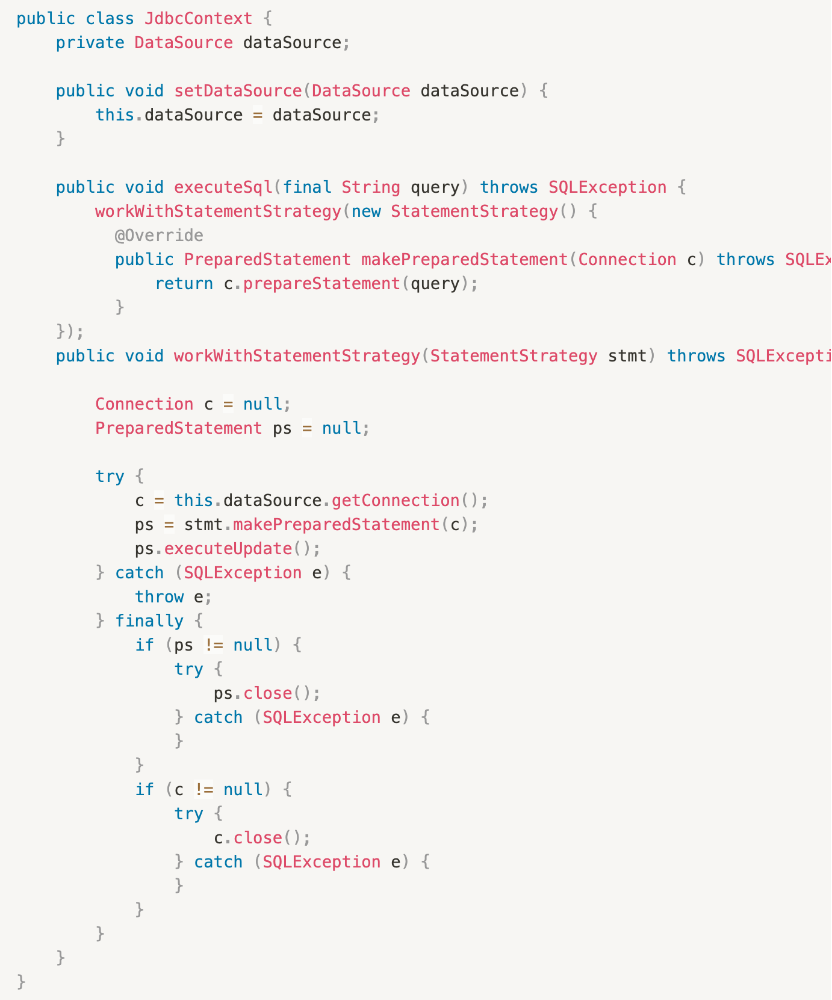 public class JdbcContext {
    private DataSource dataSource;

    public void setDataSource(DataSource dataSource) {
        this.dataSource = dataSource;
    }

    public void executeSql(final String query) throws SQLException {
        workWithStatementStrategy(new StatementStrategy() {
          @Override
          public PreparedStatement makePreparedStatement(Connection c) throws SQLEx
              return c.prepareStatement(query);
          }
    });
    public void workWithStatementStrategy(StatementStrategy stmt) throws SQLExcepti

        Connection c = null;
        PreparedStatement ps = null;

        try {
            c = this.dataSource.getConnection();
            ps = stmt.makePreparedStatement(c);
            ps.executeUpdate();
        } catch (SQLException e) {
            throw e;
        } finally {
            if (ps != null) {
                try {
                    ps.close();
                } catch (SQLException e) {
                }
            }
            if (c != null) {
                try {
                    c.close();
                } catch (SQLException e) {
                }
            }
        }
    }
}